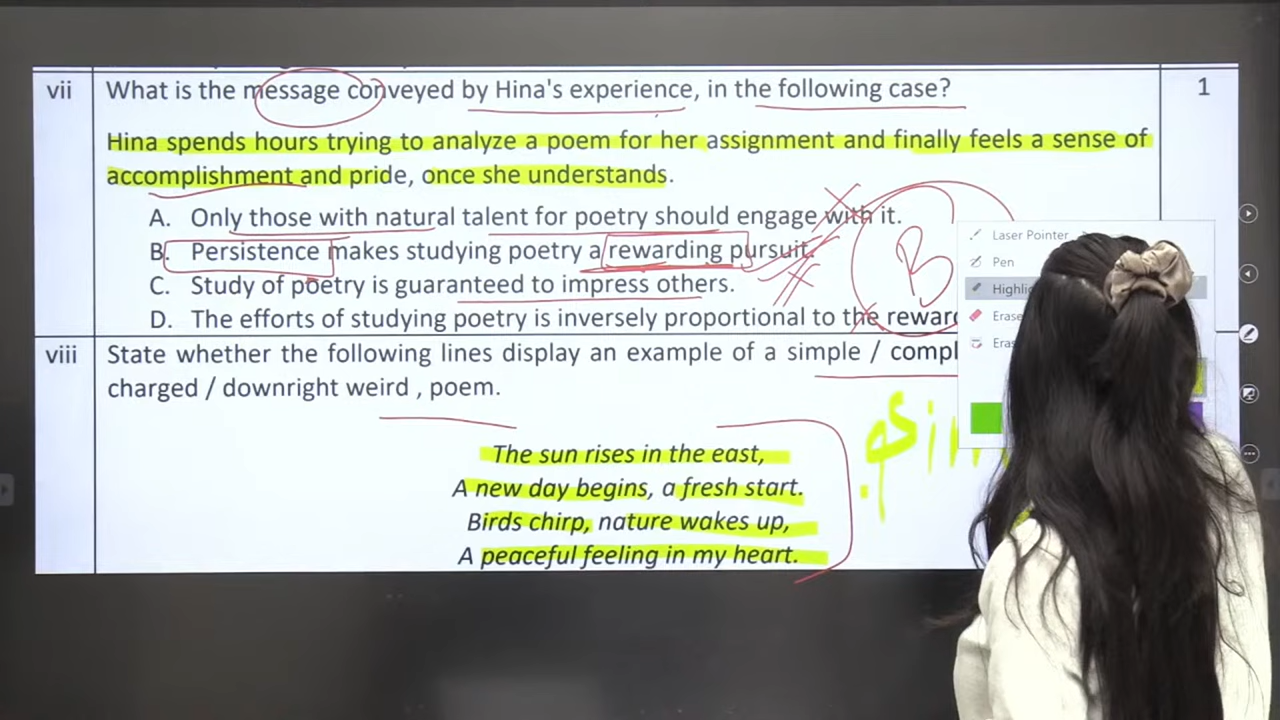 vii
What is the message conveyed by Hina's experience, in the following case?
1
Hina spends hours trying to analyze a poem for her assignment and finally feels a sense of
accomplishment and pride, once she understands.
A. Only those with natural talent for poetry should engage with it.
B. Persistence makes studying poetry a rewarding pursuit.
C. Study of poetry is guaranteed to impress others.
D. The efforts of studying poetry is inversely proportional to the
B
Laser Pointer
Pen
viii
State whether the following lines display an example of a simple /
charged / downright weird , poem.
The sun rises in the east,
A new day begins, a fresh start.
Birds chirp, nature wakes up,
A peaceful feeling in my heart.